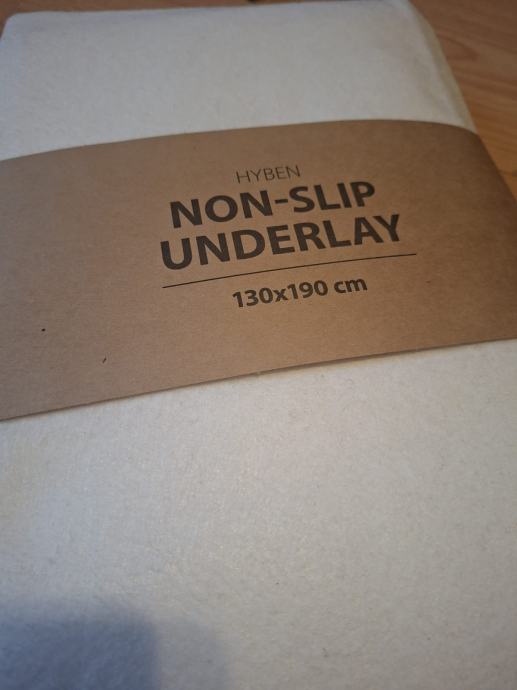 HYBEN
NON-SLIP
UNDERLAY
130x190 cm